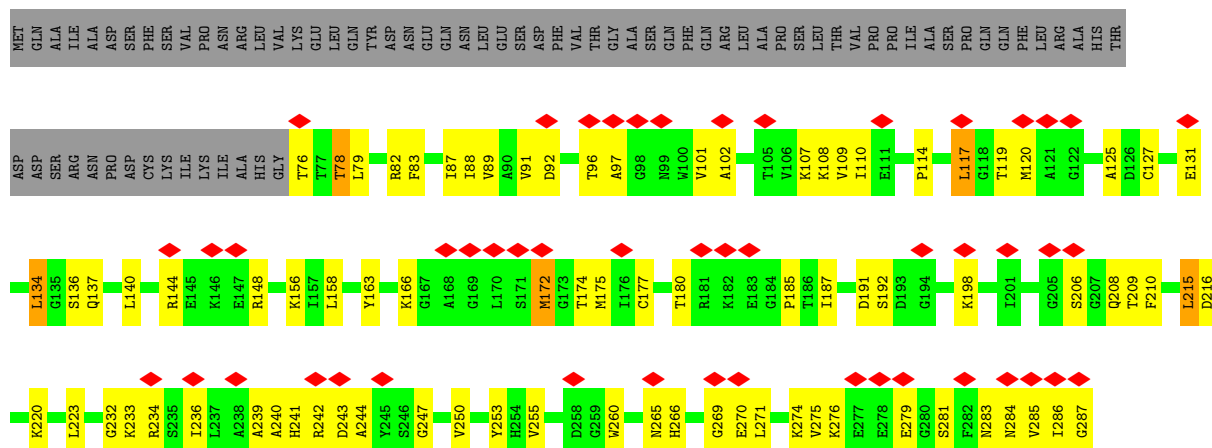 MET GLN ALA ILE ALA ASP SER PHE SER VAL PRO ASN ARG LEU VAL LYS GLU LEU GLN TYR ASP ASN GLU GLN ASN LEU GLU SER ASP PHE VAL THR GLY ALA SER GLN PHE GLN ARG LEU ALA PRO SER LEU THR VAL PRO PRO ILE ALA SER PRO GLN GLN PHE LEU ARG ALA HIS THR
ASP ASP SER ARG ASN PRO ASP CYS LYS ILE LYS ILE ALA HIS GLY T76 T77 T78 L79 R82 F83 I87 I88 V89 A90 V91 D92 T96 A97 G98 N99 W100 V101 A102 T105 V106 K107 K108 V109 I110 E111 P114 L117 G118 T119 M120 A121 G122 A125 D126 C127 E131
L134 G135 S136 Q137 L140 R144 E145 K146 E147 R148 K156 I157 L158 Y163 K166 G167 A168 G169 L170 S171 M172 G173 T174 M175 I176 C177 T180 R181 K182 E183 G184 P185 T186 I187 D191 S192 D193 G194 K198 I201 G205 S206 G207 Q208 T209 F210 L215 D216
K220 L223 G232 K233 R234 S235 I236 L237 A238 A239 A240 H241 R242 D243 A244 Y245 S246 G247 V250 Y253 H254 V255 D258 G259 W260 N265 H266 G269 E270 L271 K274 V275 K276 E277 E278 E279 G280 S281 F282 N283 N284 V285 I286 G287